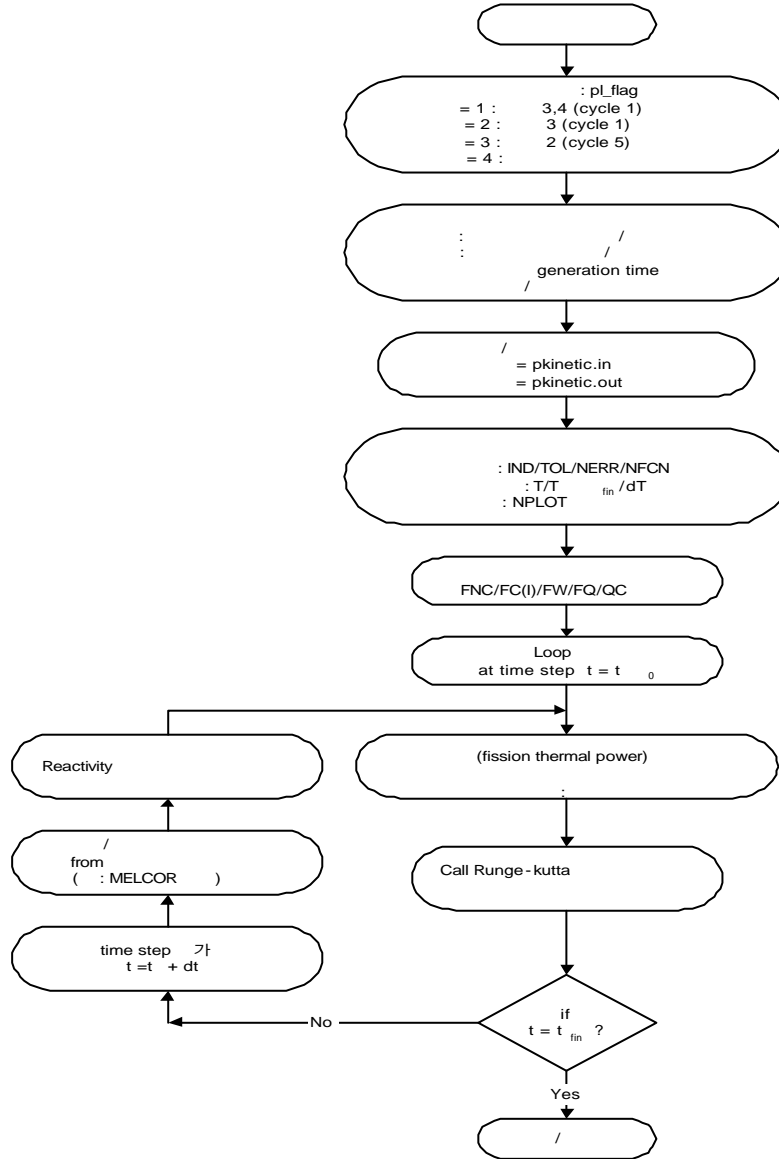 : pl_flag
= 1 : 3,4 (cycle 1)
= 2 : 3 (cycle 1)
= 3 : 2 (cycle 5)
= 4 :
: /
: /
generation time
/
/
= pkinetic.in
= pkinetic.out
: IND/TOL/NERR/NFCN
: T/T fin /dT
: NPLOT
FNC/FC(I)/FW/FQ/QC
Loop
at time step t = t 0
(fission thermal power)
:
Reactivity
/
from
( : MELCOR )
Call Runge-kutta
time step 가
t =t + dt
if
t = t fin ?
No
Yes
/